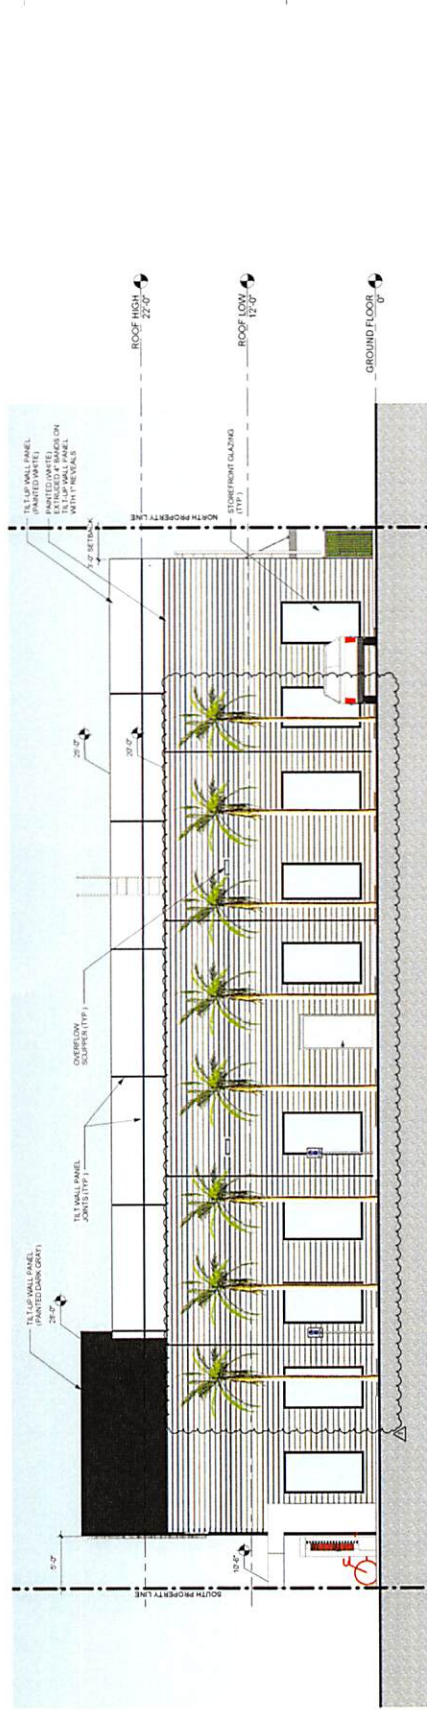 TILT-UP WALL PANEL
(PAINTED DARK GRAY)
28'-0"
5'-0"
SOUTH PROPERTY LINE
10'-6"
TILT WALL PANEL
JOINTS (TYP.)
OVERFLOW
SCUPPER (TYP.)
25'-0"
20'-0"
TILT-UP WALL PANEL
(PAINTED WHITE)
PAINTED (WHITE)
EXTRUDED 4" BANDS ON
TILT-UP WALL PANEL
WITH 1" REVEALS
3'-0" SETBACK
NORTH PROPERTY LINE
STOREFRONT GLAZING
(TYP.)
ROOF HIGH
22'-0"
ROOF LOW
12'-0"
GROUND FLOOR
0"